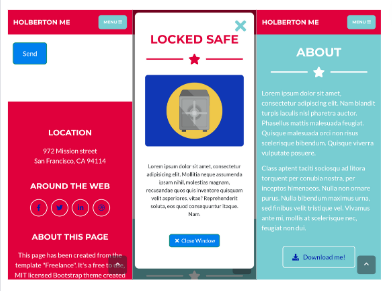 HOLBERTON ME
MENU
Send
LOCATION
972 Mission street
San Francisco, CA 94114
AROUND THE WEB
ABOUT THIS PAGE
This page has been created from the
template "Freelance". It's a free to use
MIT licensed Bootstrap theme created
LOCKED SAFE
Lorem ipsum dolor sit amet, consectetur
adipisicing elit. Mollitia neque assumenda
ipsam nihil, molestias magnam,
recusandae quos quis inventore quisquam
velit asperiores, vitae? Reprehenderit
soluta, eos quod consequuntur itaque.
Nam.
Close Window
HOLBERTON ME
MENU
ABOUT
Lorem ipsum dolor sit amet,
consectetur adipiscing elit. Nam blandit
turpis iaculis nisl pharetra auctor.
Phasellus mattis malesuada feugiat.
Quisque malesuada orci non risus
scelerisque bibendum. Quisque viverra
vulputate posuere.
Class aptent taciti sociosqu ad litora
torquent per conubia nostra, per
inceptos himenaeos. Nulla non ornare
purus. Nulla bibendum maximus urna,
sed finibus velit tristique vel. Vivamus
ante mi, mollis at scelerisque nec,
feugiat non dui.
Download me!